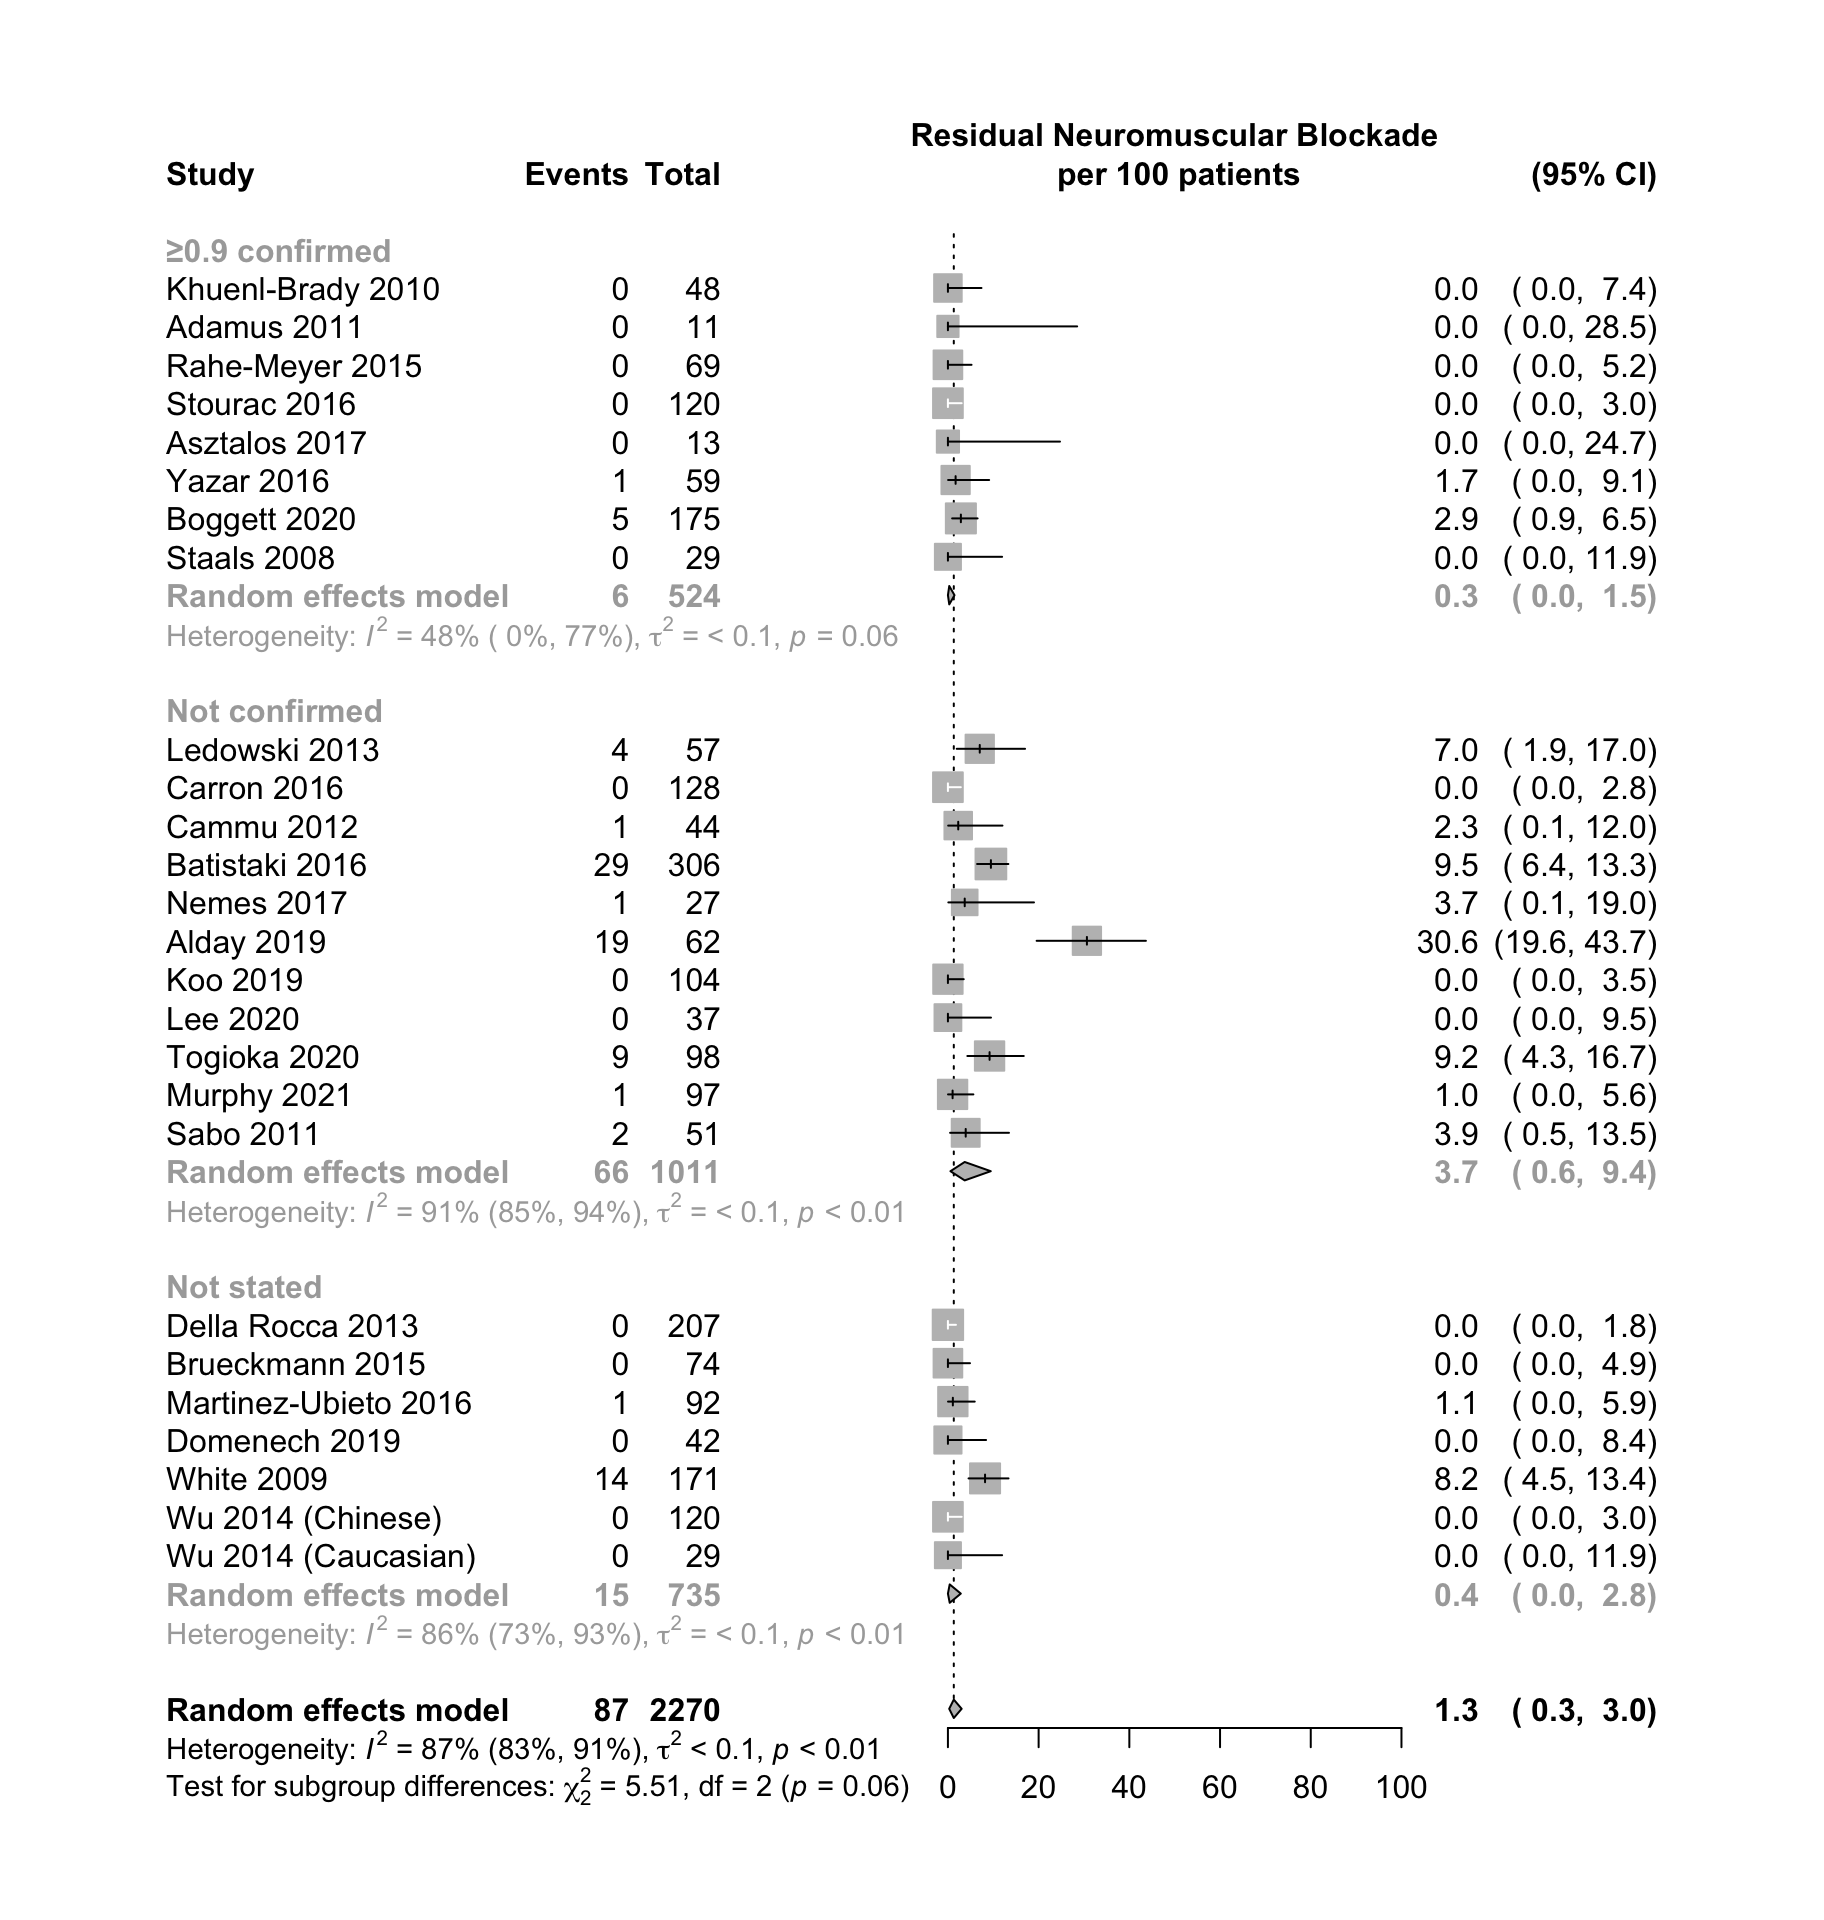 Residual Neuromuscular Blockade
Study Events Total per 100 patients (95% CI)
≥0.9 confirmed
Khuenl-Brady 2010 0 48 0.0 ( 0.0, 7.4)
Adamus 2011 0 11 0.0 ( 0.0, 28.5)
Rahe-Meyer 2015 0 69 0.0 ( 0.0, 5.2)
Stourac 2016 0 120 0.0 ( 0.0, 3.0)
Asztalos 2017 0 13 0.0 ( 0.0, 24.7)
Yazar 2016 1 59 1.7 ( 0.0, 9.1)
Boggett 2020 5 175 2.9 ( 0.9, 6.5)
Staals 2008 0 29 0.0 ( 0.0, 11.9)
Random effects model 6 524 0.3 ( 0.0, 1.5)
Heterogeneity: I² = 48% ( 0%, 77%), τ² = < 0.1, p = 0.06
Not confirmed
Ledowski 2013 4 57 7.0 ( 1.9, 17.0)
Carron 2016 0 128 0.0 ( 0.0, 2.8)
Cammu 2012 1 44 2.3 ( 0.1, 12.0)
Batistaki 2016 29 306 9.5 ( 6.4, 13.3)
Nemes 2017 1 27 3.7 ( 0.1, 19.0)
Alday 2019 19 62 30.6 (19.6, 43.7)
Koo 2019 0 104 0.0 ( 0.0, 3.5)
Lee 2020 0 37 0.0 ( 0.0, 9.5)
Togioka 2020 9 98 9.2 ( 4.3, 16.7)
Murphy 2021 1 97 1.0 ( 0.0, 5.6)
Sabo 2011 2 51 3.9 ( 0.5, 13.5)
Random effects model 66 1011 3.7 ( 0.6, 9.4)
Heterogeneity: I² = 91% (85%, 94%), τ² = < 0.1, p < 0.01
Not stated
Della Rocca 2013 0 207 0.0 ( 0.0, 1.8)
Brueckmann 2015 0 74 0.0 ( 0.0, 4.9)
Martinez-Ubieto 2016 1 92 1.1 ( 0.0, 5.9)
Domenech 2019 0 42 0.0 ( 0.0, 8.4)
White 2009 14 171 8.2 ( 4.5, 13.4)
Wu 2014 (Chinese) 0 120 0.0 ( 0.0, 3.0)
Wu 2014 (Caucasian) 0 29 0.0 ( 0.0, 11.9)
Random effects model 15 735 0.4 ( 0.0, 2.8)
Heterogeneity: I² = 86% (73%, 93%), τ² = < 0.1, p < 0.01
Random effects model 87 2270 1.3 ( 0.3, 3.0)
Heterogeneity: I² = 87% (83%, 91%), τ² < 0.1, p < 0.01
Test for subgroup differences: χ²₂ = 5.51, df = 2 (p = 0.06) 0 20 40 60 80 100